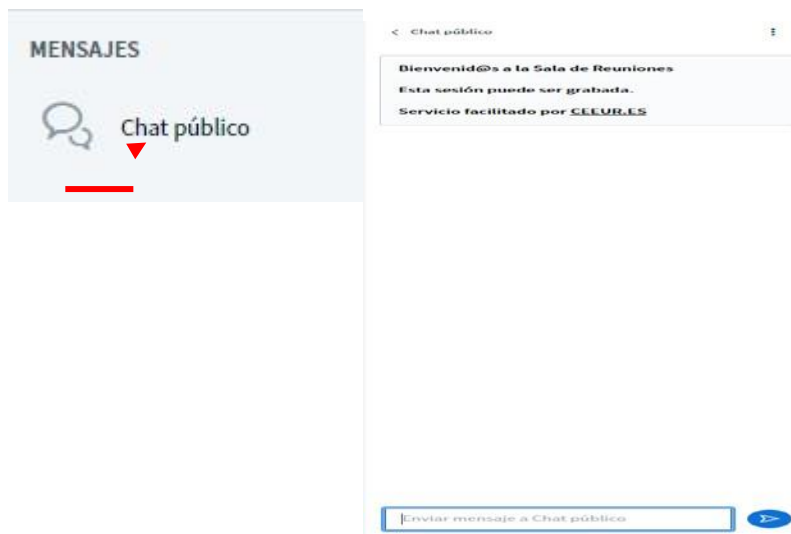 MENSAJES
Chat público
< Chat público
Bienvenid@s a la Sala de Reuniones
Esta sesión puede ser grabada.
Servicio facilitado por CEEUR.ES
Enviar mensaje a Chat público